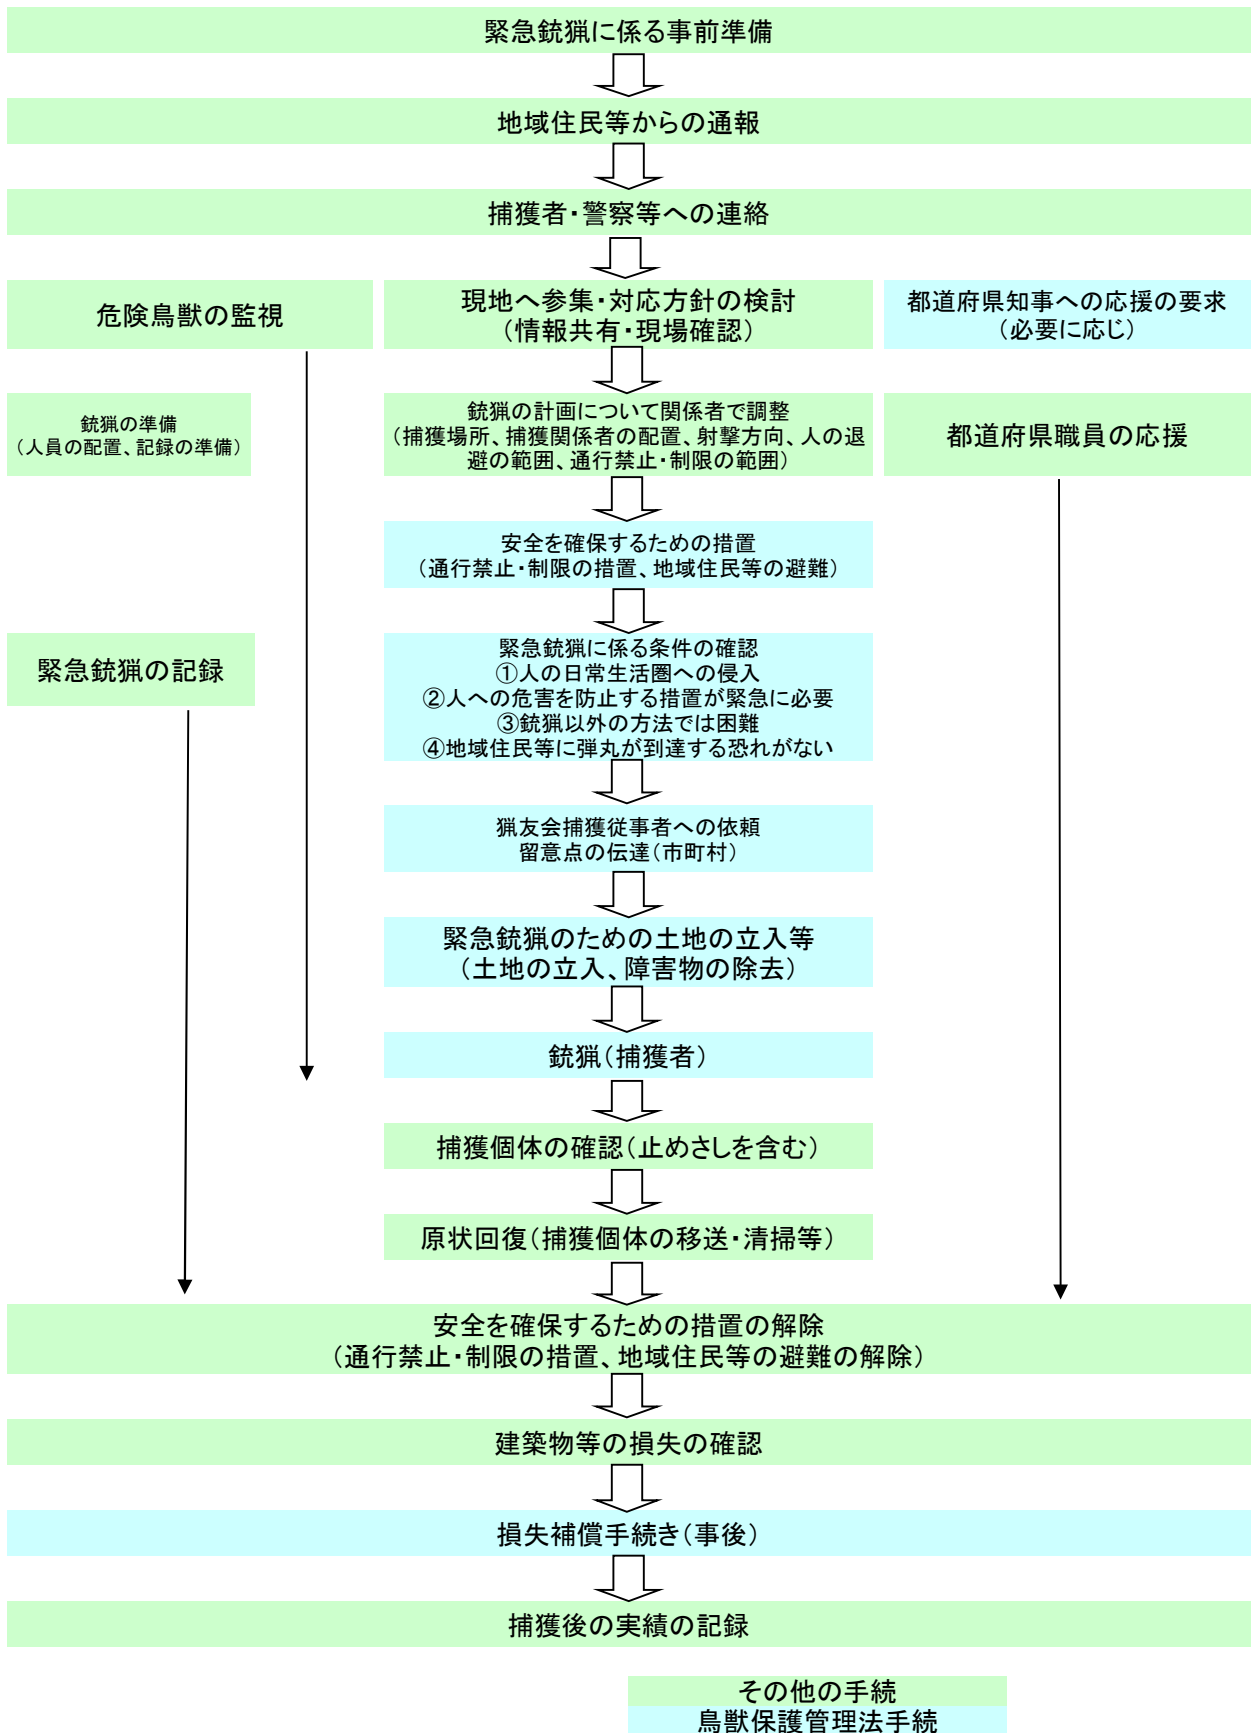 緊急銃猟に係る事前準備
地域住民等からの通報
捕獲者・警察等への連絡
危険鳥獣の監視
現地へ参集・対応方針の検討
（情報共有・現場確認）
都道府県知事への応援の要求
（必要に応じ）
銃猟の準備
（人員の配置、記録の準備）
銃猟の計画について関係者で調整
（捕獲場所、捕獲関係者の配置、射撃方向、人の退
避の範囲、通行禁止・制限の範囲）
都道府県職員の応援
安全を確保するための措置
（通行禁止・制限の措置、地域住民等の避難）
緊急銃猟の記録
緊急銃猟に係る条件の確認
①人の日常生活圏への侵入
②人への危害を防止する措置が緊急に必要
③銃猟以外の方法では困難
④地域住民等に弾丸が到達する恐れがない
猟友会捕獲従事者への依頼
留意点の伝達（市町村）
緊急銃猟のための土地の立入等
（土地の立入、障害物の除去）
銃猟（捕獲者）
捕獲個体の確認（止めさしを含む）
原状回復（捕獲個体の移送・清掃等）
安全を確保するための措置の解除
（通行禁止・制限の措置、地域住民等の避難の解除）
建築物等の損失の確認
損失補償手続き（事後）
捕獲後の実績の記録
その他の手続
鳥獣保護管理法手続